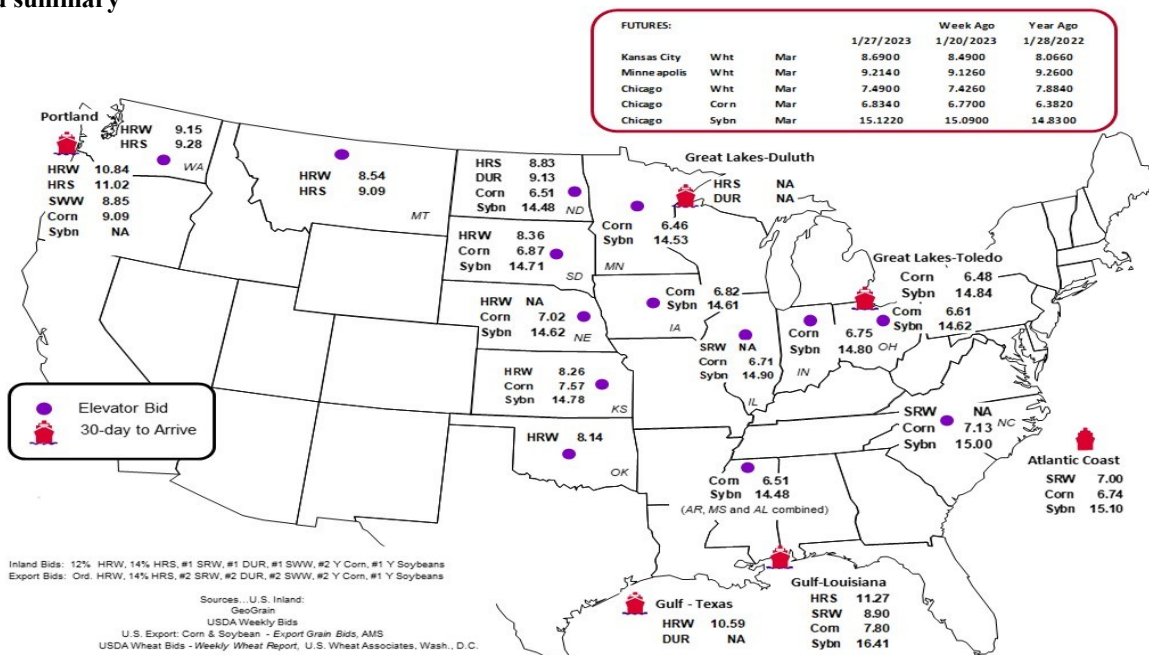 d summary
FUTURES: Week Ago Year Ago
1/27/2023 1/20/2023 1/28/2022
Kansas City Wht Mar 8.6900 8.4900 8.0660
Minneapolis Wht Mar 9.2140 9.1260 9.2600
Chicago Wht Mar 7.4900 7.4260 7.8840
Chicago Corn Mar 6.8340 6.7700 6.3820
Chicago Sybn Mar 15.1220 15.0900 14.8300
Portland
HRW 9.15
HRS 9.28
WA
HRW 10.84
HRS 11.02
SWW 8.85
Corn 9.09
Sybn NA
HRW 8.54
HRS 9.09
MT
HRS 8.83
DUR 9.13
Corn 6.51
Sybn 14.48
ND
Great Lakes-Duluth
HRS NA
DUR NA
Corn 6.46
Sybn 14.53
MN
HRW 8.36
Corn 6.87
Sybn 14.71
SD
Great Lakes-Toledo
Corn 6.48
Sybn 14.84
Corn 6.61
Sybn 14.62
OH
HRW NA
Corn 7.02
Sybn 14.62
NE
Corn 6.82
Sybn 14.61
IA
SRW NA
Corn 6.71
Sybn 14.90
IL
Corn 6.75
Sybn 14.80
IN
HRW 8.26
Corn 7.57
Sybn 14.78
KS
Elevator Bid
30-day to Arrive
HRW 8.14
OK
SRW NA
Corn 7.13
Sybn 15.00
NC
Corn 6.51
Sybn 14.48
(AR, MS and AL combined)
Atlantic Coast
SRW 7.00
Corn 6.74
Sybn 15.10
Gulf-Louisiana
HRS 11.27
SRW 8.90
Corn 7.80
Sybn 16.41
Gulf - Texas
HRW 10.59
DUR NA
Inland Bids: 12% HRW, 14% HRS, #1 SRW, #1 DUR, #1 SWW, #2 Y Corn, #1 Y Soybeans
Export Bids: Ord. HRW, 14% HRS, #2 SRW, #2 DUR, #2 SWW, #2 Y Corn, #1 Y Soybeans
Sources...U.S. Inland:
GeoGrain
USDA Weekly Bids
U.S. Export: Corn & Soybean - Export Grain Bids, AMS
USDA Wheat Bids - Weekly Wheat Report, U.S. Wheat Associates, Wash., D.C.